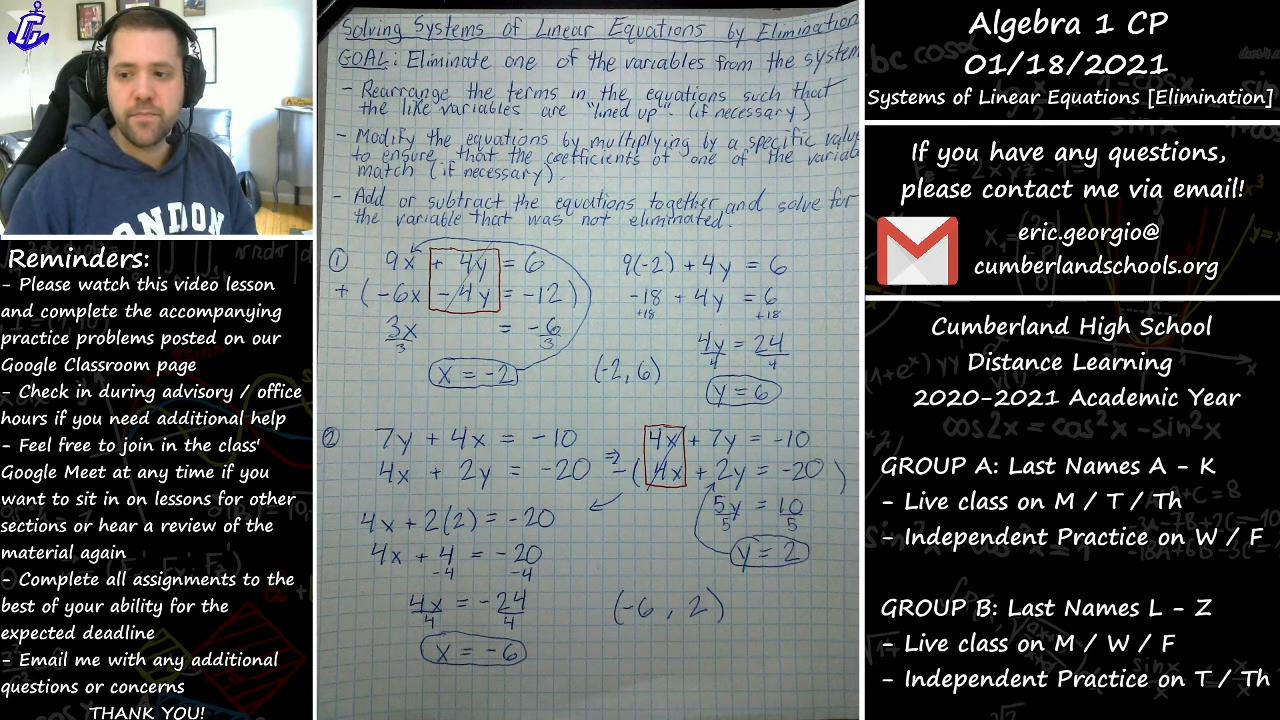 C
LONDON
Reminders:
- Please watch this video lesson
and complete the accompanying
practice problems posted on our
Google Classroom page
- Check in during advisory / office
hours if you need additional help
- Feel free to join in the class'
Google Meet at any time if you
want to sit in on lessons for other
sections or hear a review of the
material again
- Complete all assignments to the
best of your ability for the
expected deadline
- Email me with any additional
questions or concerns
THANK YOU!
Solving Systems of Linear Equations by Elimination
GOAL: Eliminate one of the variables from the system
- Rearrange the terms in the equations such that
the like variables are "lined up". (if necessary)
- Modify the equations by multiplying by a specific value
to ensure that the coefficients of one of the variable
match (if necessary).
- Add or subtract the equations together and solve for
the variable that was not eliminated.
① 9x + 4y = 6
+ (-6x - 4y = -12)
3x = -6
3 3
x = -2
9(-2) + 4y = 6
-18 + 4y = 6
+18 +18
4y = 24
4 4
y = 6
(-2, 6)
② 7y + 4x = -10
4x + 2y = -20
⇒ 4x + 7y = -10
- (4x + 2y = -20)
5y = 10
5 5
y = 2
4x + 2(2) = -20
4x + 4 = -20
-4 -4
4x = -24
4 4
x = -6
(-6, 2)
Algebra 1 CP
01/18/2021
Systems of Linear Equations [Elimination]
If you have any questions,
please contact me via email!
eric.georgio@
cumberlandschools.org
Cumberland High School
Distance Learning
2020-2021 Academic Year
GROUP A: Last Names A - K
- Live class on M / T / Th
- Independent Practice on W / F
GROUP B: Last Names L - Z
- Live class on M / W / F
- Independent Practice on T / Th